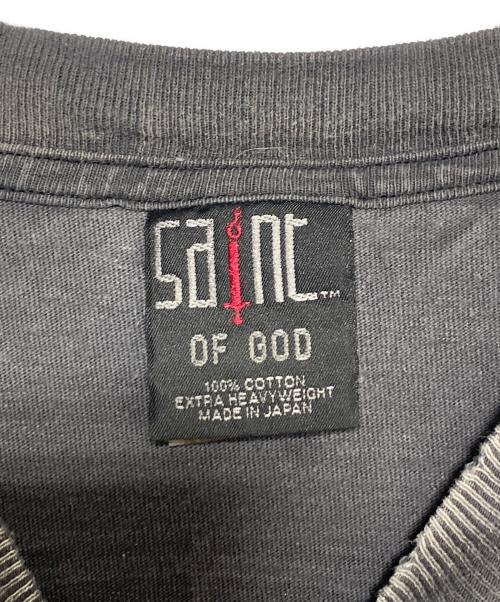 saint™
OF GOD
100% COTTON
EXTRA HEAVYWEIGHT
MADE IN JAPAN